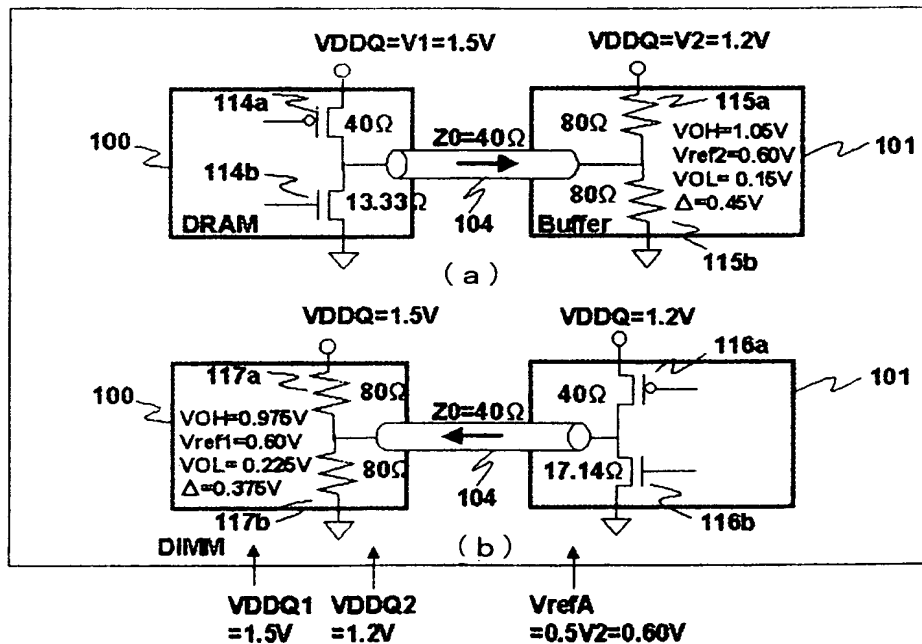 VDDQ=V1=1.5V
VDDQ=V2=1.2V
114a
40Ω
100
114b
13.33Ω
DRAM
Z0=40Ω
104
80Ω
115a
VOH=1.05V
Vref2=0.60V
VOL= 0.15V
Δ=0.45V
80Ω
Buffer
115b
101
(a)
VDDQ=1.5V
VDDQ=1.2V
117a
80Ω
100
VOH=0.975V
Vref1=0.60V
VOL= 0.225V
Δ=0.375V
80Ω
117b
Z0=40Ω
104
116a
40Ω
17.14Ω
116b
101
DIMM
(b)
VDDQ1
=1.5V
VDDQ2
=1.2V
VrefA
=0.5V2=0.60V